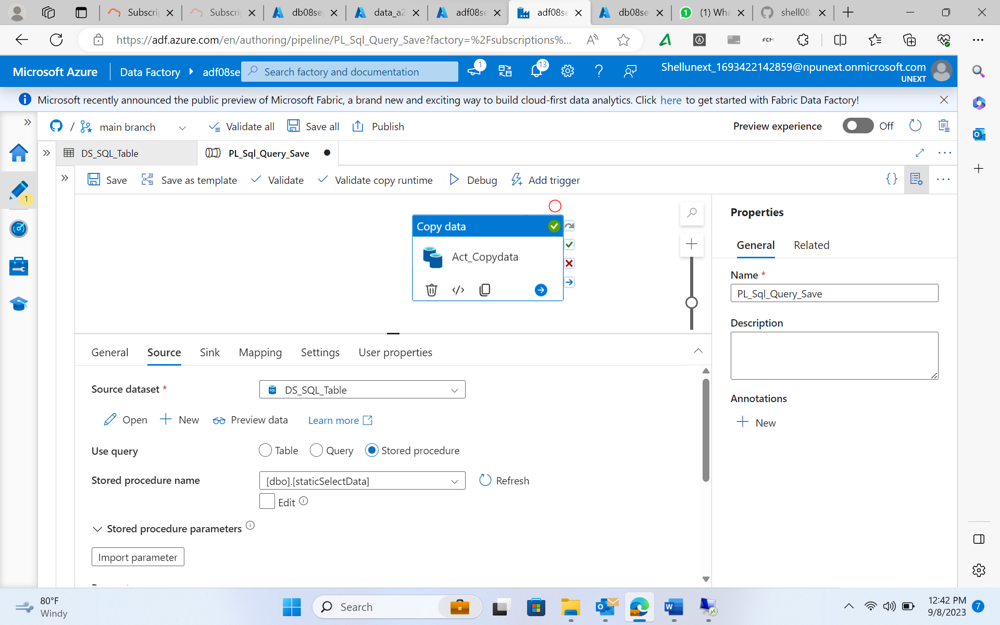 Subscri
Subscri
db08se
data_a2
adf08se
adf08se
db08se
(1) Wha
shell08
https://adf.azure.com/en/authoring/pipeline/PL_Sql_Query_Save?factory=%2Fsubscriptions%...
FCM
Microsoft Azure
Data Factory
adf08se
Search factory and documentation
1
13
Shellunext_1693422142859@npunext.onmicrosoft.com
UNEXT
Microsoft recently announced the public preview of Microsoft Fabric, a brand new and exciting way to build cloud-first data analytics. Click here to get started with Fabric Data Factory!
/ main branch
Validate all
Save all
Publish
Preview experience
Off
DS_SQL_Table
PL_Sql_Query_Save
1
Save
Save as template
Validate
Validate copy runtime
Debug
Add trigger
Copy data
Act_Copydata
Properties
General
Related
Name *
PL_Sql_Query_Save
Description
Annotations
New
General
Source
Sink
Mapping
Settings
User properties
Source dataset *
DS_SQL_Table
Open
New
Preview data
Learn more
Use query
Table
Query
Stored procedure
Stored procedure name
[dbo].[staticSelectData]
Refresh
Edit
Stored procedure parameters
Import parameter
80°F
Windy
Search
12:42 PM
9/8/2023
7